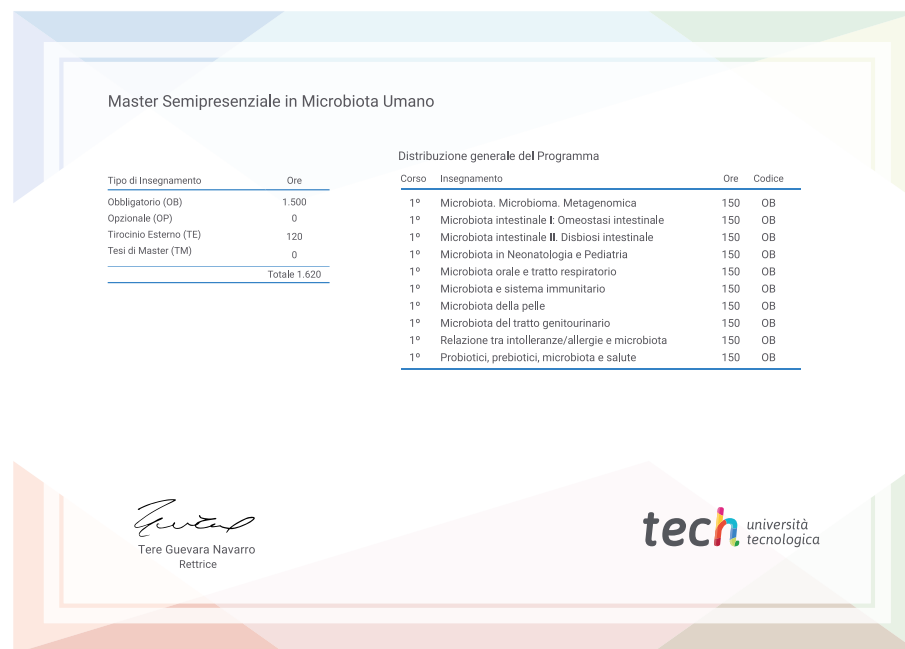 Master Semipresenziale in Microbiota Umano
Tipo di Insegnamento Ore
Obbligatorio (OB) 1.500
Opzionale (OP) 0
Tirocinio Esterno (TE) 120
Tesi di Master (TM) 0
Totale 1.620
Distribuzione generale del Programma
Corso Insegnamento Ore Codice
1º Microbiota. Microbioma. Metagenomica 150 OB
1º Microbiota intestinale I: Omeostasi intestinale 150 OB
1º Microbiota intestinale II. Disbiosi intestinale 150 OB
1º Microbiota in Neonatologia e Pediatria 150 OB
1º Microbiota orale e tratto respiratorio 150 OB
1º Microbiota e sistema immunitario 150 OB
1º Microbiota della pelle 150 OB
1º Microbiota del tratto genitourinario 150 OB
1º Relazione tra intolleranze/allergie e microbiota 150 OB
1º Probiotici, prebiotici, microbiota e salute 150 OB
Tere Guevara Navarro
Rettrice
tech università
tecnologica